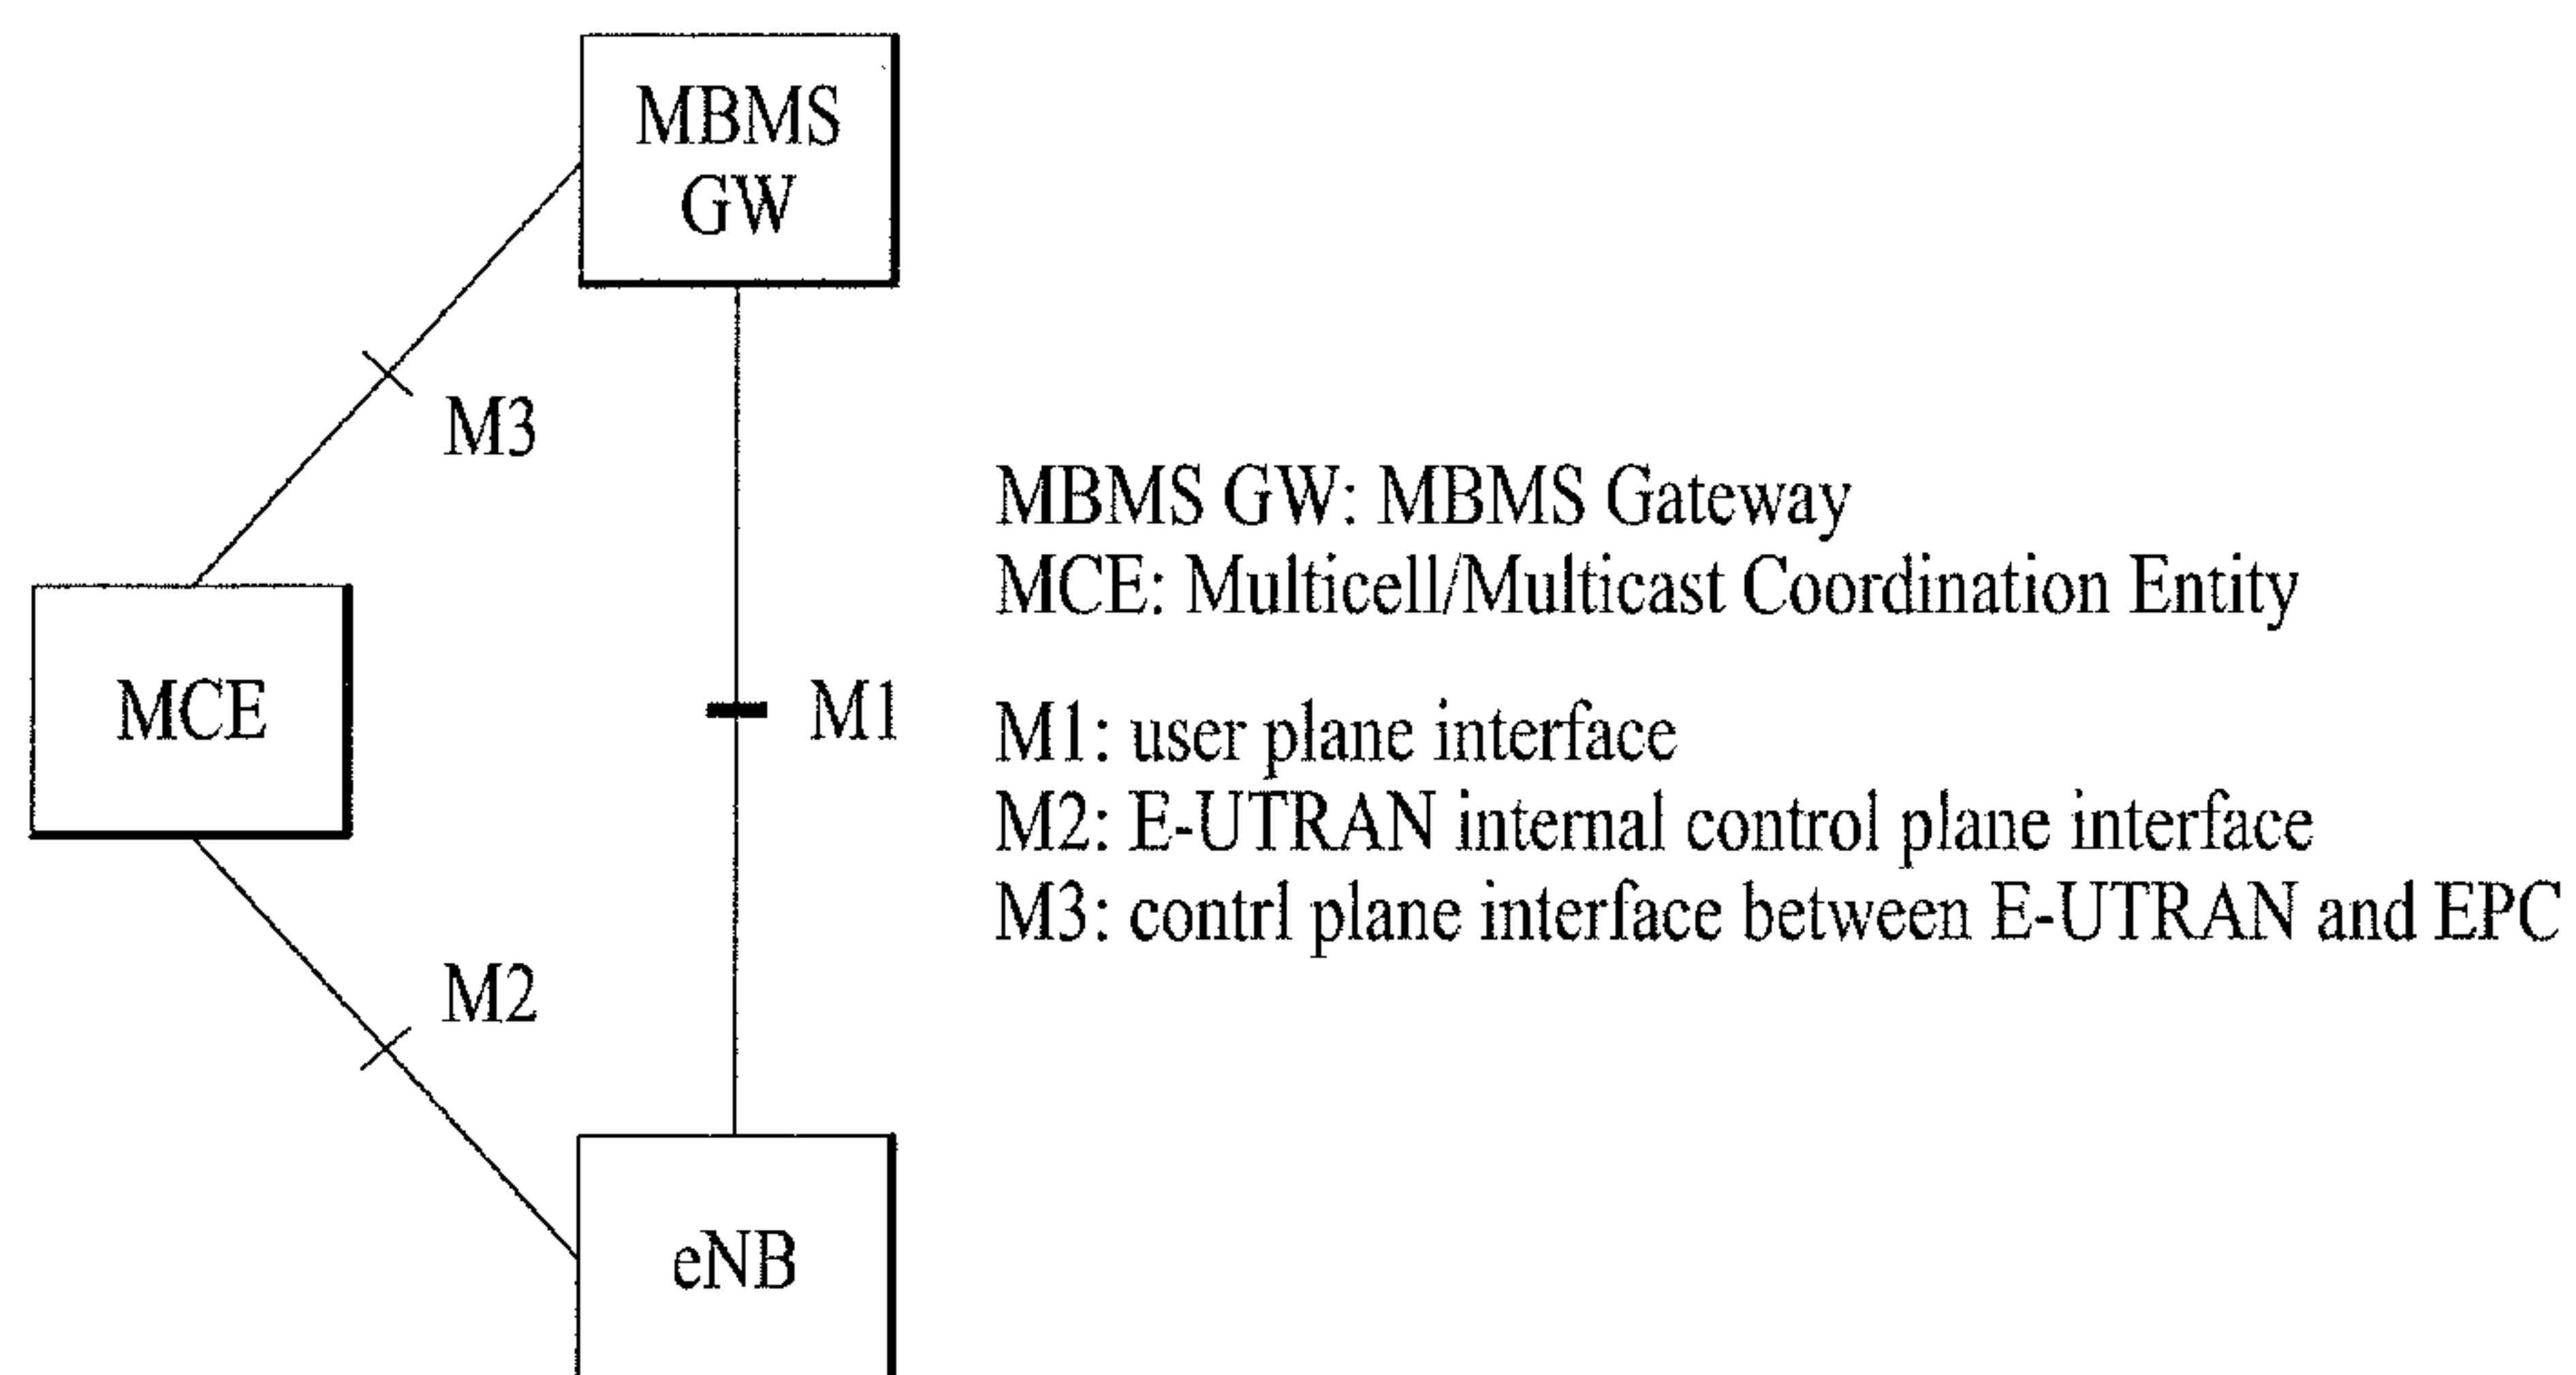 MBMS
GW
M3
MBMS GW: MBMS Gateway
MCE: Multicell/Multicast Coordination Entity
MCE
M1
M1: user plane interface
M2: E-UTRAN internal control plane interface
M3: contrl plane interface between E-UTRAN and EPC
M2
eNB